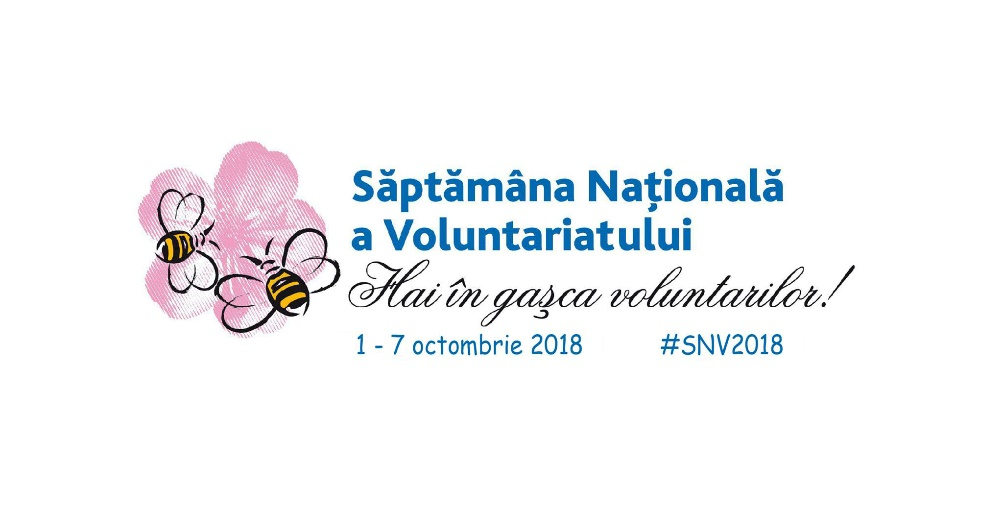 Săptămâna Națională
a Voluntariatului
Hai în gașca voluntarilor!
1 - 7 octombrie 2018 #SNV2018